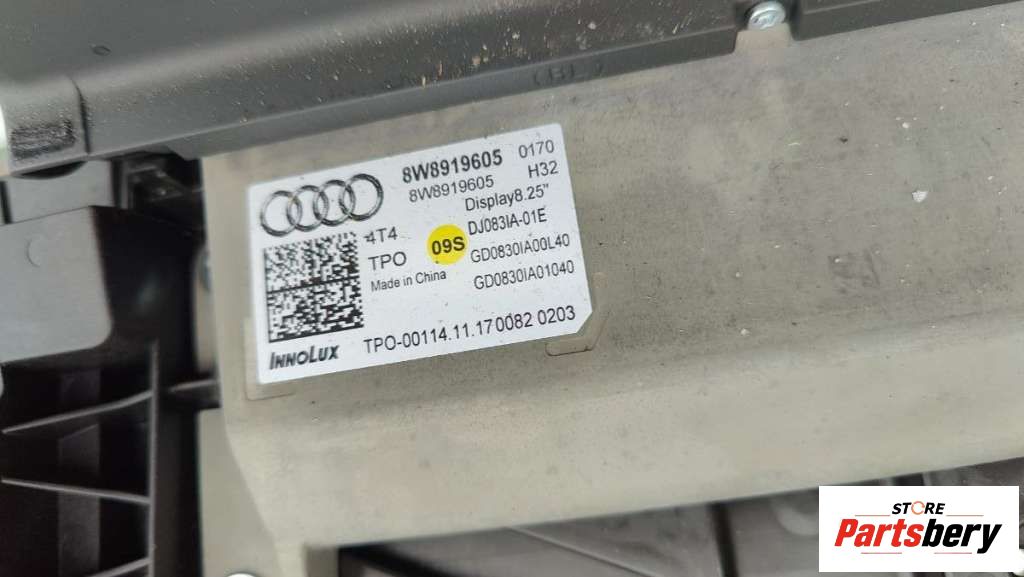 8W8919605 0170
8W8919605 H32
Display8.25"
4T4 DJ083IA-01E
TPO 09S GD0830IA00L40
Made in China GD0830IA01040
INNOLUX TPO-00114.11.170082 0203
STORE
Partsbery